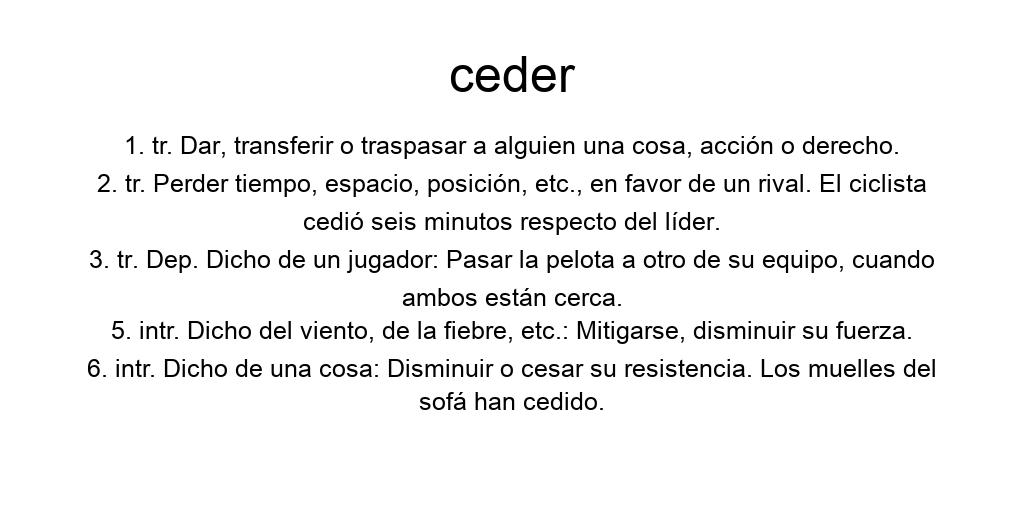 ceder
1. tr. Dar, transferir o traspasar a alguien una cosa, acción o derecho.
2. tr. Perder tiempo, espacio, posición, etc., en favor de un rival. El ciclista
cedió seis minutos respecto del líder.
3. tr. Dep. Dicho de un jugador: Pasar la pelota a otro de su equipo, cuando
ambos están cerca.
5. intr. Dicho del viento, de la fiebre, etc.: Mitigarse, disminuir su fuerza.
6. intr. Dicho de una cosa: Disminuir o cesar su resistencia. Los muelles del
sofá han cedido.